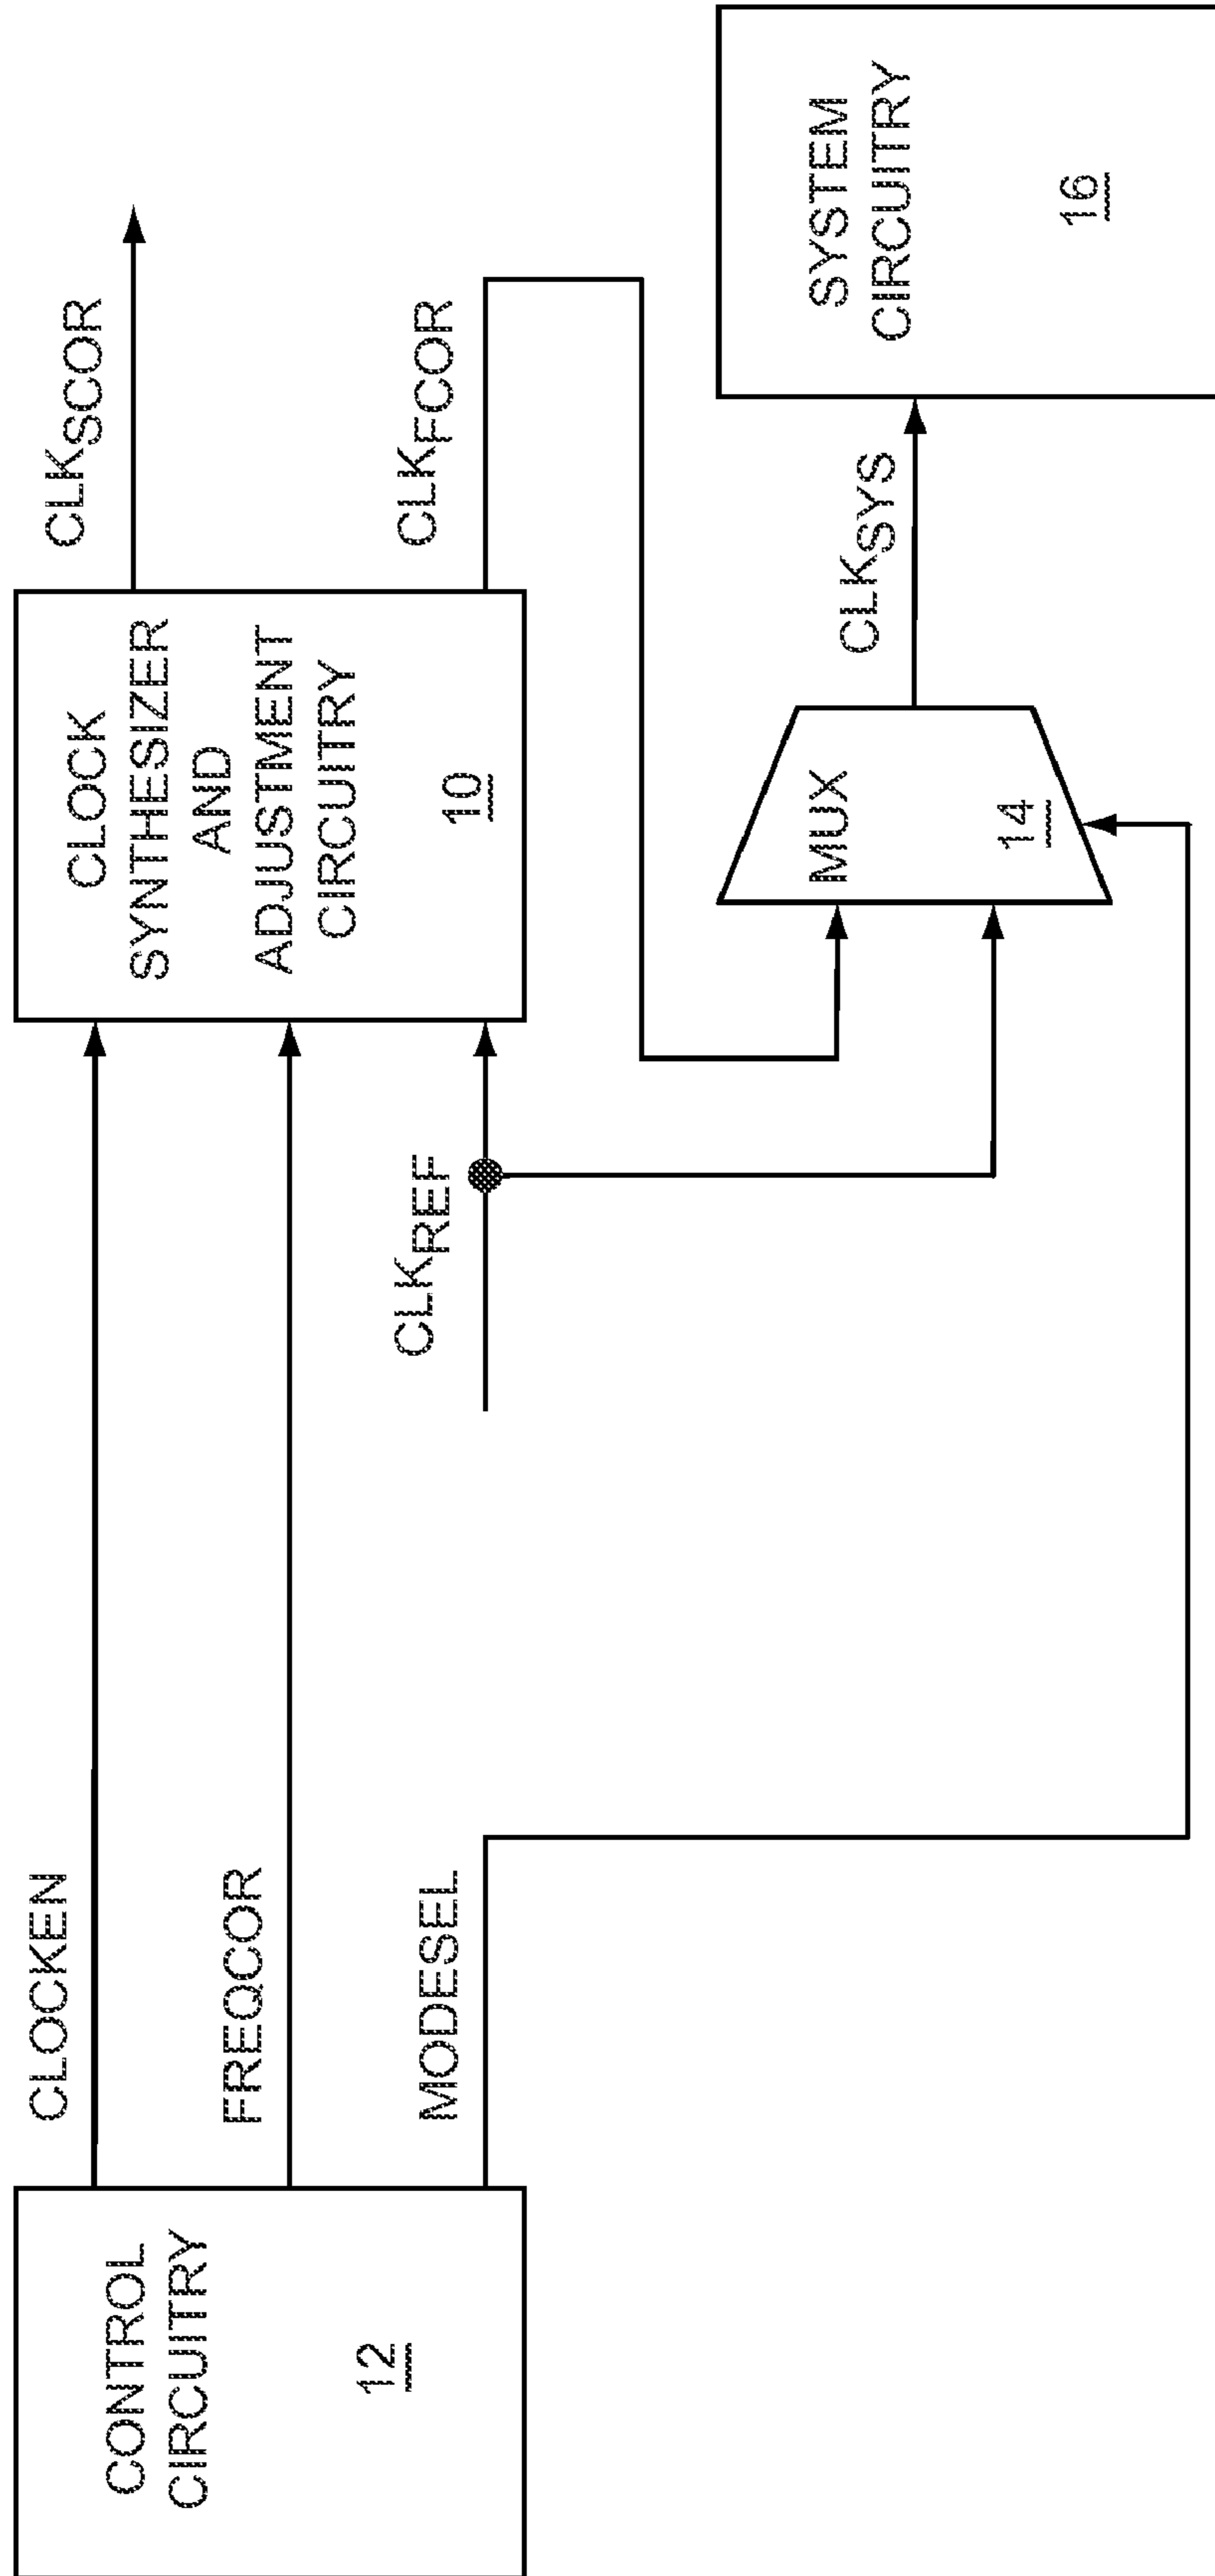 CONTROL
CIRCUITRY
12
CLOCKEN
FREQCOR
MODESEL
CLKREF
CLOCK
SYNTHESIZER
AND
ADJUSTMENT
CIRCUITRY
10
CLKSCOR
CLKFCOR
MUX
14
CLKSYS
SYSTEM
CIRCUITRY
16